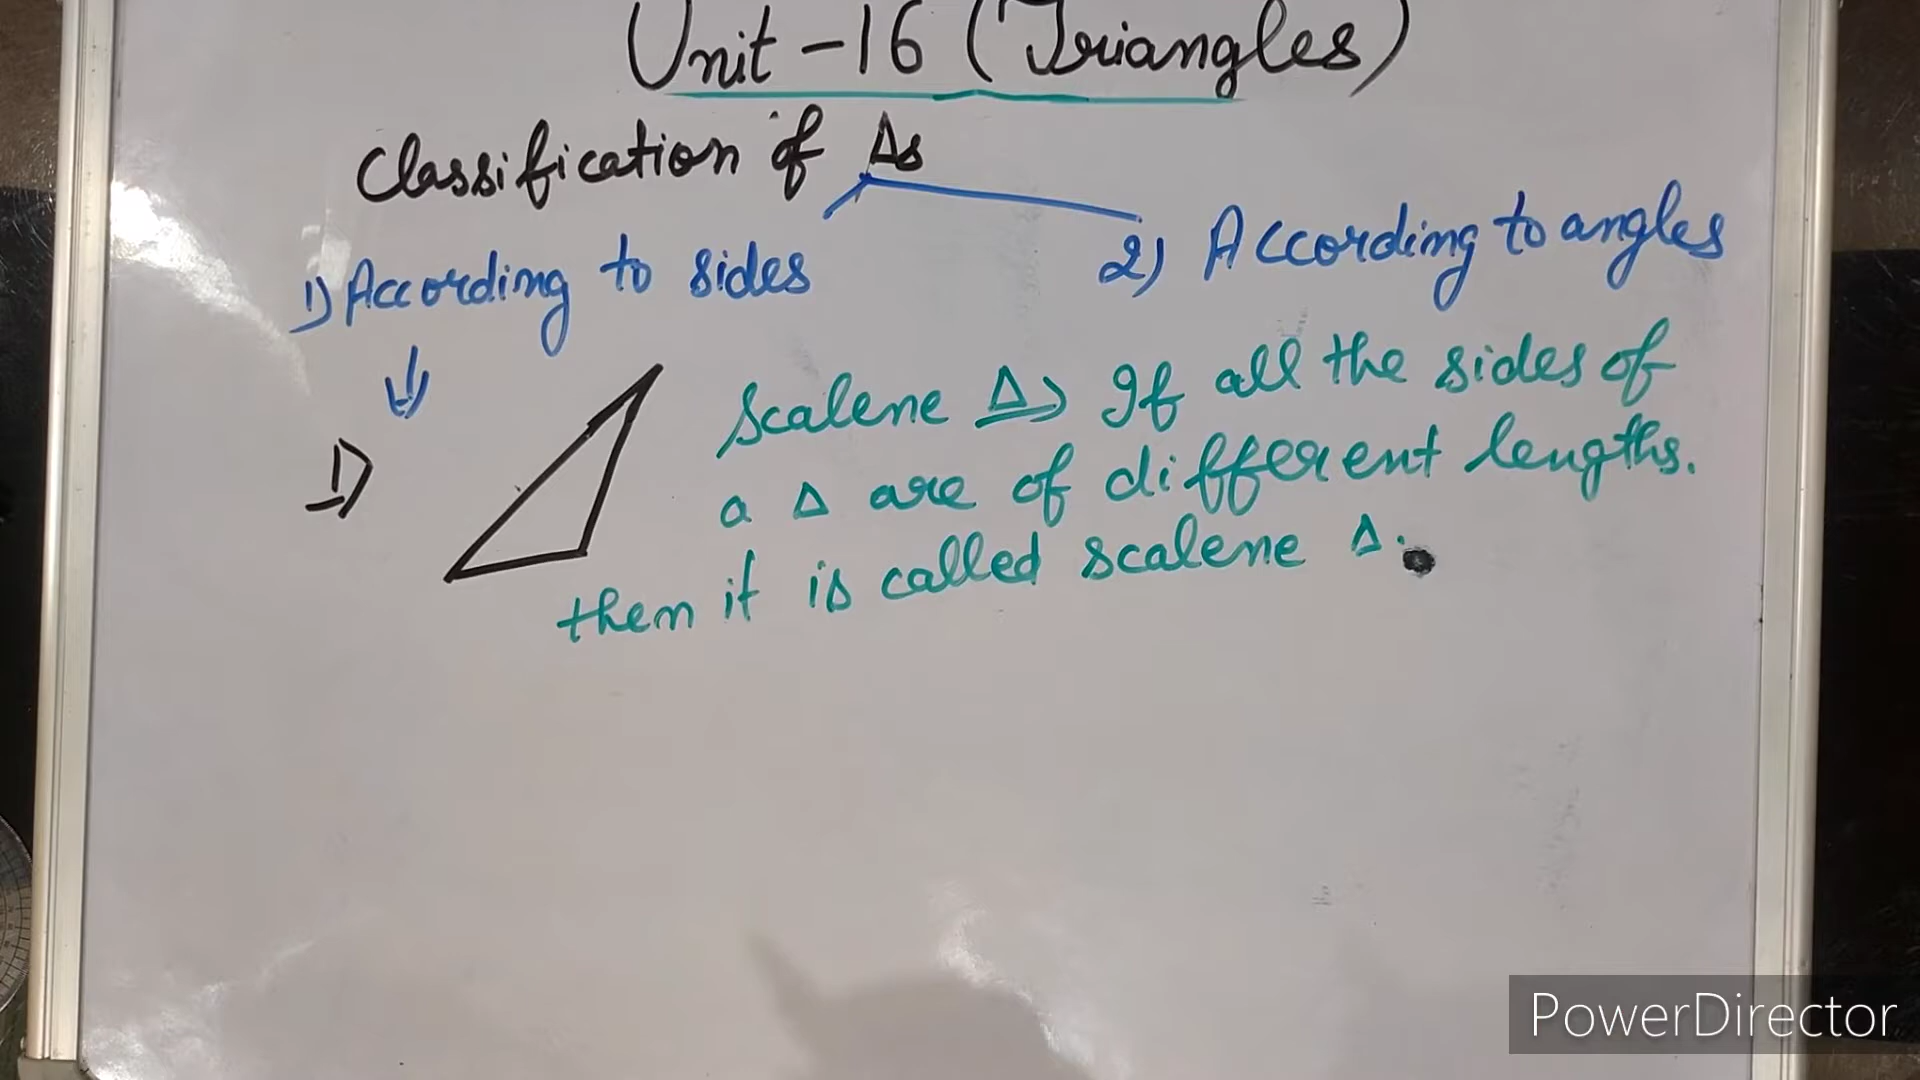 Unit - 16 (Triangles)
Classification of Δs
1) According to sides
2) According to angles
1)
Scalene Δ) If all the sides of
a Δ are of different lengths.
then it is called scalene Δ.
PowerDirector